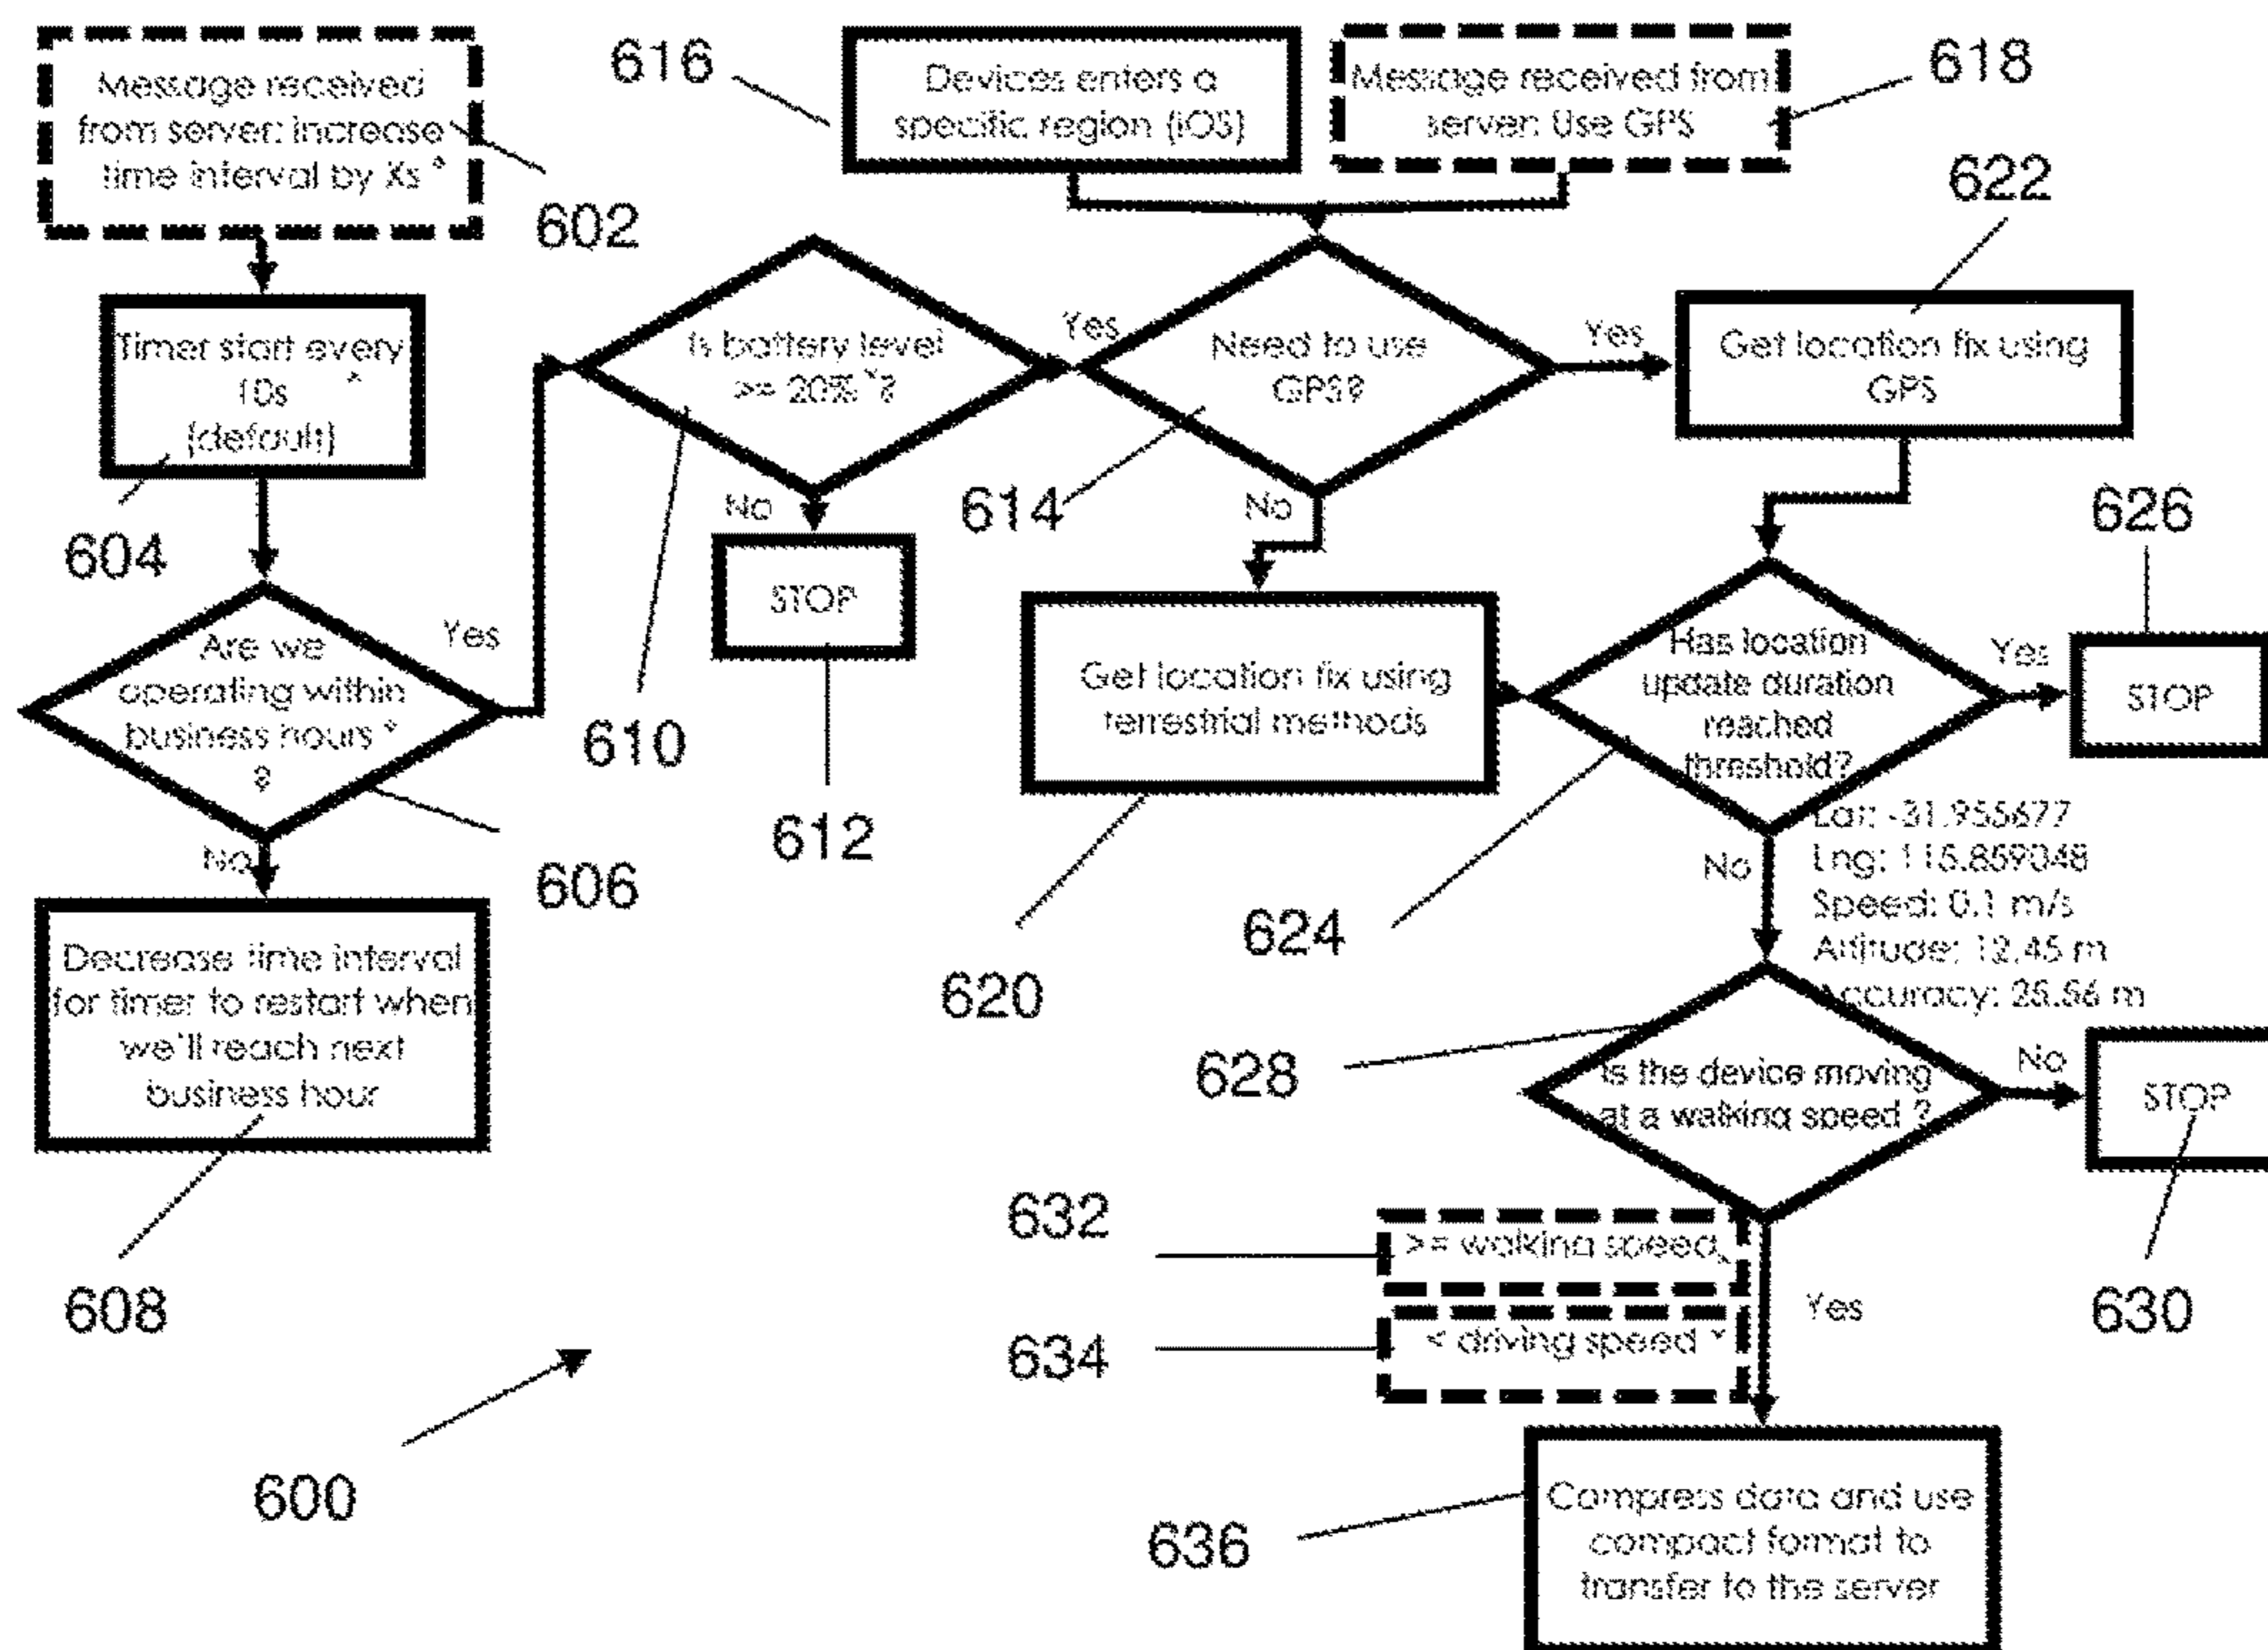 Message received
from server: increase
time interval by Xs *
602
Timer start every
10s *
(default)
604
Are we
operating within
business hours *
?
Yes
No
606
Decrease time interval
for timer to restart when
we'll reach next
business hour
608
600
616
Devices enters a
specific region (iOS)
Message received from
server: Use GPS
618
Is battery level
>= 20% *?
Yes
No
610
STOP
612
Need to use
GPS?
Yes
No
614
622
Get location fix using
GPS
Get location fix using
terrestrial methods
620
Has location
update duration
reached
threshold?
Yes
No
624
626
STOP
Lat: -31.955677
Lng: 115.859048
Speed: 0.1 m/s
Altitude: 12.45 m
Accuracy: m
Is the device moving
at a walking speed ?
No
628
STOP
630
632
>= walking speed
634
< driving speed *
Yes
636
Compress data and use
compact format to
transfer to the server